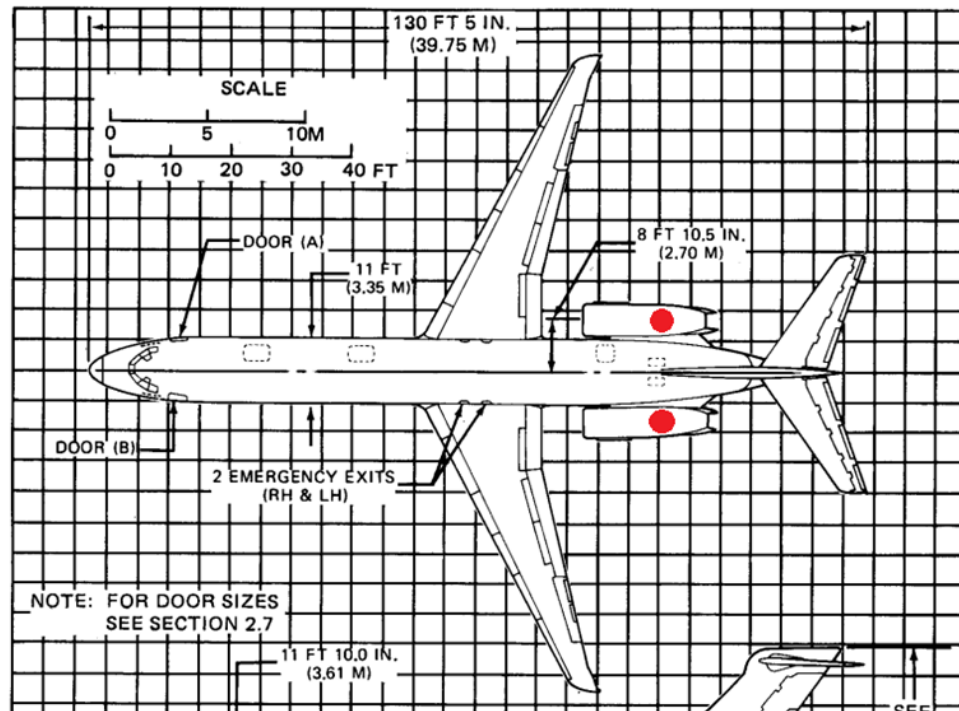 130 FT 5 IN.
(39.75 M)
SCALE
0 5 10M
0 10 20 30 40 FT
DOOR (A)
8 FT 10.5 IN.
(2.70 M)
11 FT
(3.35 M)
DOOR (B)
2 EMERGENCY EXITS
(RH & LH)
NOTE: FOR DOOR SIZES
SEE SECTION 2.7
11 FT 10.0 IN.
(3.61 M)
SEE